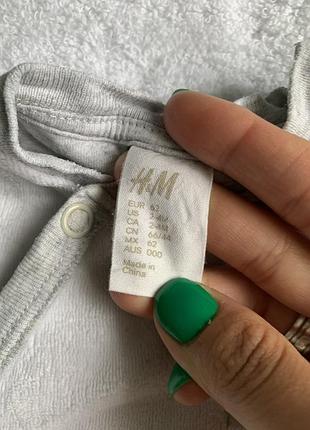 H&M
EUR 62
US 2-4M
CA 2-4M
CN 66/44
MX 62
AUS 000
Made in
China